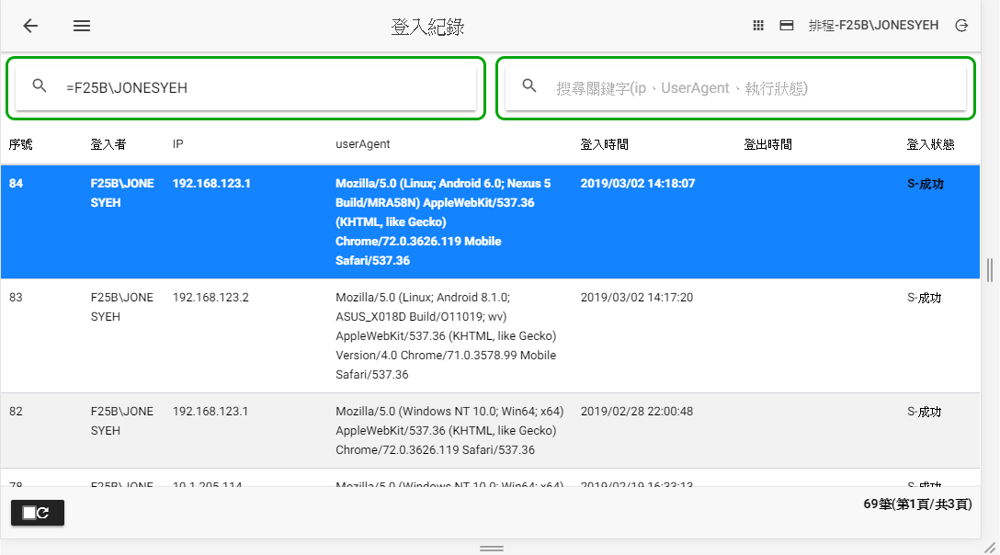 登入紀錄
排程-F25B\JONESYEH
=F25B\JONESYEH
搜尋關鍵字(ip、UserAgent、執行狀態)
序號 登入者 IP userAgent 登入時間 登出時間 登入狀態
84 F25B\JONE 192.168.123.1 Mozilla/5.0 (Linux; Android 6.0; Nexus 5 2019/03/02 14:18:07 S-成功
SYEH Build/MRA58N) AppleWebKit/537.36
(KHTML, like Gecko)
Chrome/72.0.3626.119 Mobile
Safari/537.36
83 F25B\JONE 192.168.123.2 Mozilla/5.0 (Linux; Android 8.1.0; 2019/03/02 14:17:20 S-成功
SYEH ASUS_X018D Build/O11019; wv)
AppleWebKit/537.36 (KHTML, like Gecko)
Version/4.0 Chrome/71.0.3578.99 Mobile
Safari/537.36
82 F25B\JONE 192.168.123.1 Mozilla/5.0 (Windows NT 10.0; Win64; x64) 2019/02/28 22:00:48 S-成功
SYEH AppleWebKit/537.36 (KHTML, like Gecko)
Chrome/72.0.3626.119 Safari/537.36
78 F25B\JONE 10.1.205.114 Mozilla/5.0 (Windows NT 10.0; Win64; x64) 2019/02/19 16:33:13 S-成功
69筆(第1頁/共3頁)